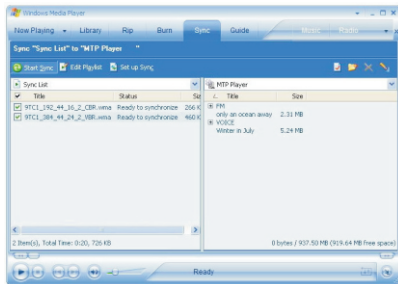 Windows Media Player
Now Playing Library Rip Burn Sync Guide Music Radio
Sync "Sync List" to "MTP Player "
Start Sync Edit Playlist Set up Sync
Sync List
Title Status Siz
9TC1_192_44_16_2_CBR.wma Ready to synchronize 266 K
9TC1_384_44_24_2_VBR.wma Ready to synchronize 460 K
2 Item(s), Total Time: 0:20, 726 KB
MTP Player
Title Size
FM
only an ocean away 2.31 MB
VOICE
Winter in July 5.24 MB
0 bytes / 937.50 MB (919.64 MB free space)
Ready